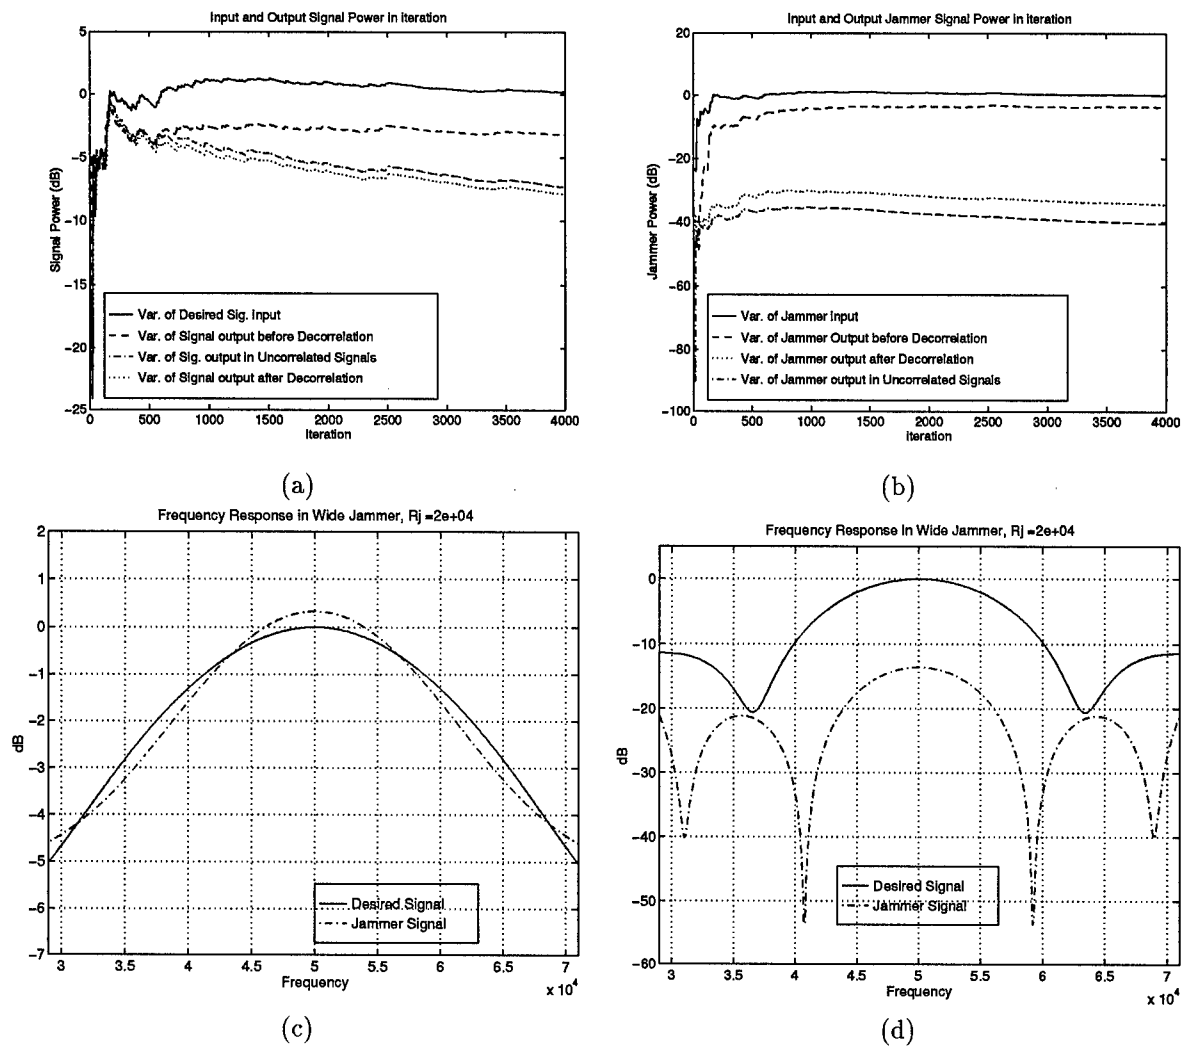 Input and Output Signal Power in Iteration
5
0
−5
−10
−15
−20
−25
Signal Power (dB)
Var. of Desired Sig. Input
Var. of Signal output before Decorrelation
Var. of Sig. output in Uncorrelated Signals
Var. of Signal output after Decorrelation
0 500 1000 1500 2000 2500 3000 3500 4000
Iteration
(a)
Input and Output Jammer Signal Power in Iteration
20
0
−20
−40
−60
−80
−100
Jammer Power (dB)
Var. of Jammer Input
Var. of Jammer Output before Decorrelation
Var. of Jammer output after Decorrelation
Var. of Jammer output in Uncorrelated Signals
0 500 1000 1500 2000 2500 3000 3500 4000
Iteration
(b)
Frequency Response in Wide Jammer, Rj =2e+04
2
1
0
−1
−2
−3
−4
−5
−6
−7
dB
Desired Signal
Jammer Signal
3 3.5 4 4.5 5 5.5 6 6.5 7
Frequency
x 10^4
(c)
Frequency Response in Wide Jammer, Rj =2e+04
0
−10
−20
−30
−40
−50
−60
dB
Desired Signal
Jammer Signal
3 3.5 4 4.5 5 5.5 6 6.5 7
Frequency
x 10^4
(d)